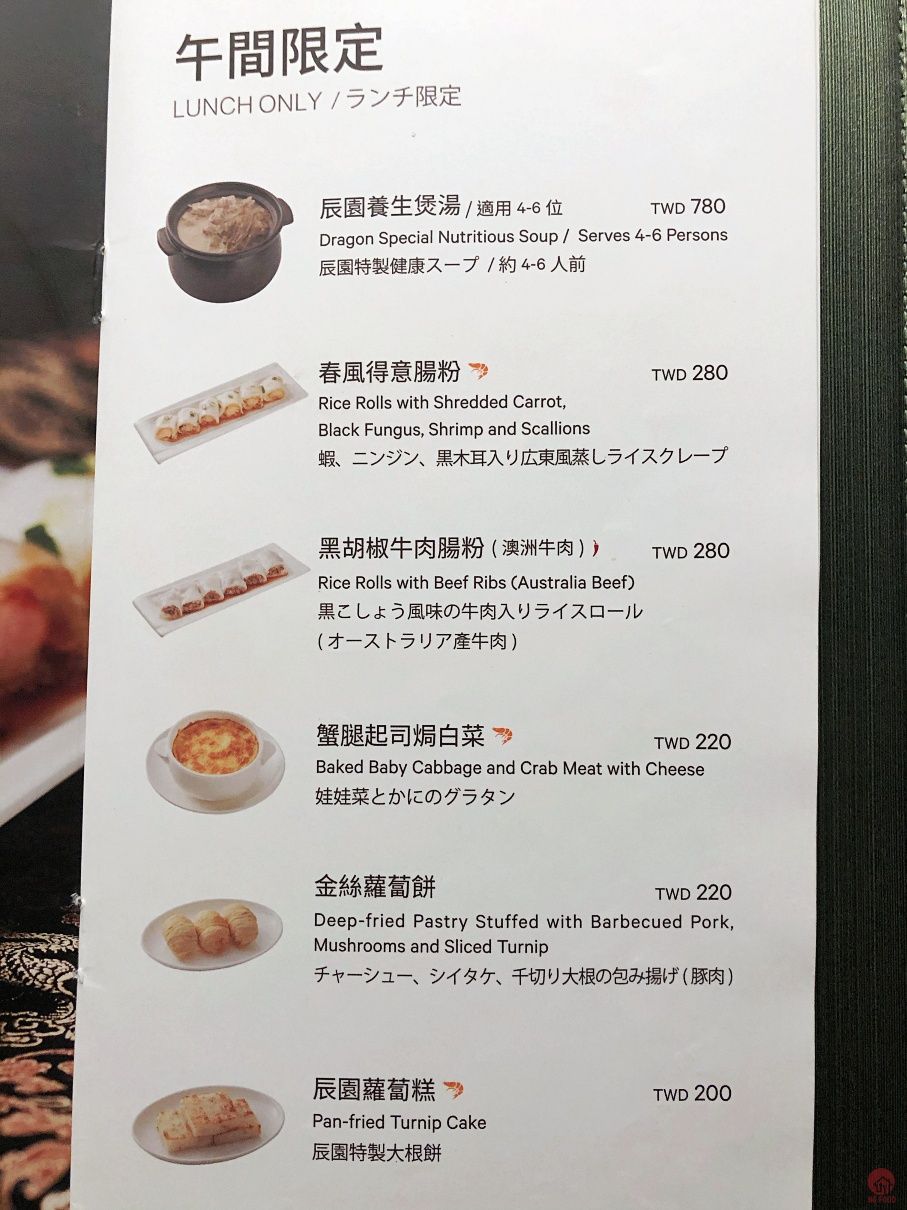 午間限定
LUNCH ONLY / ランチ限定
辰園養生煲湯 / 適用 4-6 位 TWD 780
Dragon Special Nutritious Soup / Serves 4-6 Persons
辰園特製健康スープ / 約 4-6 人前
春風得意腸粉 TWD 280
Rice Rolls with Shredded Carrot,
Black Fungus, Shrimp and Scallions
蝦、ニンジン、黒木耳入り広東風蒸しライスクレープ
黑胡椒牛肉腸粉 ( 澳洲牛肉 ) TWD 280
Rice Rolls with Beef Ribs (Australia Beef)
黒こしょう風味の牛肉入りライスロール
( オーストラリア產牛肉 )
蟹腿起司焗白菜 TWD 220
Baked Baby Cabbage and Crab Meat with Cheese
娃娃菜とかにのグラタン
金絲蘿蔔餅 TWD 220
Deep-fried Pastry Stuffed with Barbecued Pork,
Mushrooms and Sliced Turnip
チャーシュー、シイタケ、千切り大根の包み揚げ ( 豚肉 )
辰園蘿蔔糕 TWD 200
Pan-fried Turnip Cake
辰園特製大根餅